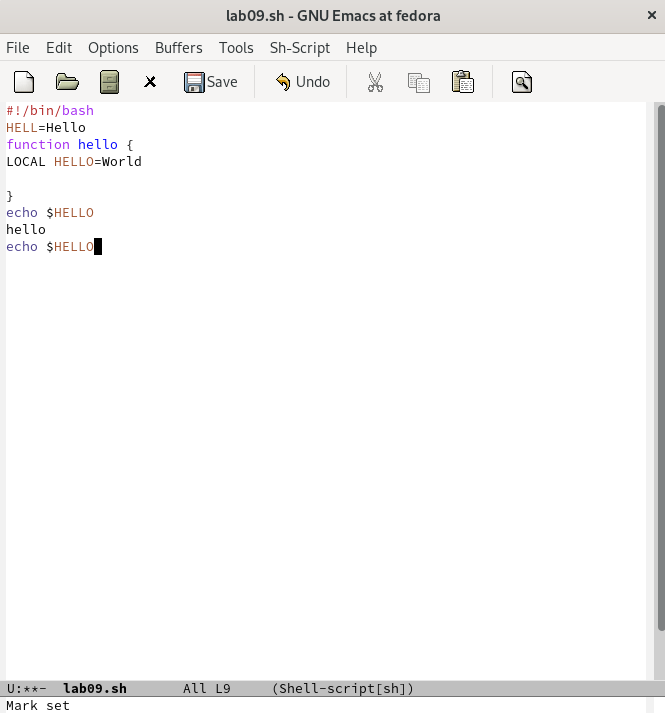 lab09.sh - GNU Emacs at fedora ×
File Edit Options Buffers Tools Sh-Script Help
Save Undo
#!/bin/bash
HELL=Hello
function hello {
LOCAL HELLO=World
}
echo $HELLO
hello
echo $HELLO
U:**- lab09.sh All L9 (Shell-script[sh])
Mark set